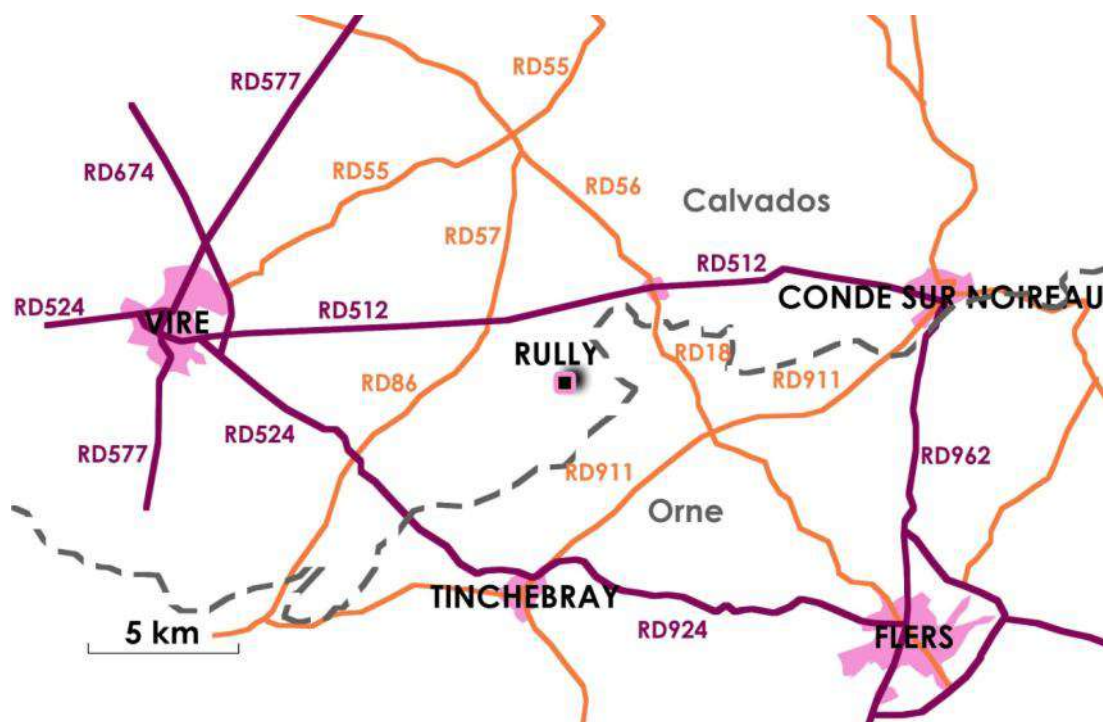 RD55
RD577
RD674
RD55
RD56
Calvados
RD57
RD512
RD524
VIRE
RD512
CONDE SUR NOIREAU
RULLY
RD18
RD86
RD911
RD524
RD577
RD911
RD962
Orne
TINCHEBRAY
5 km
RD924
FLERS